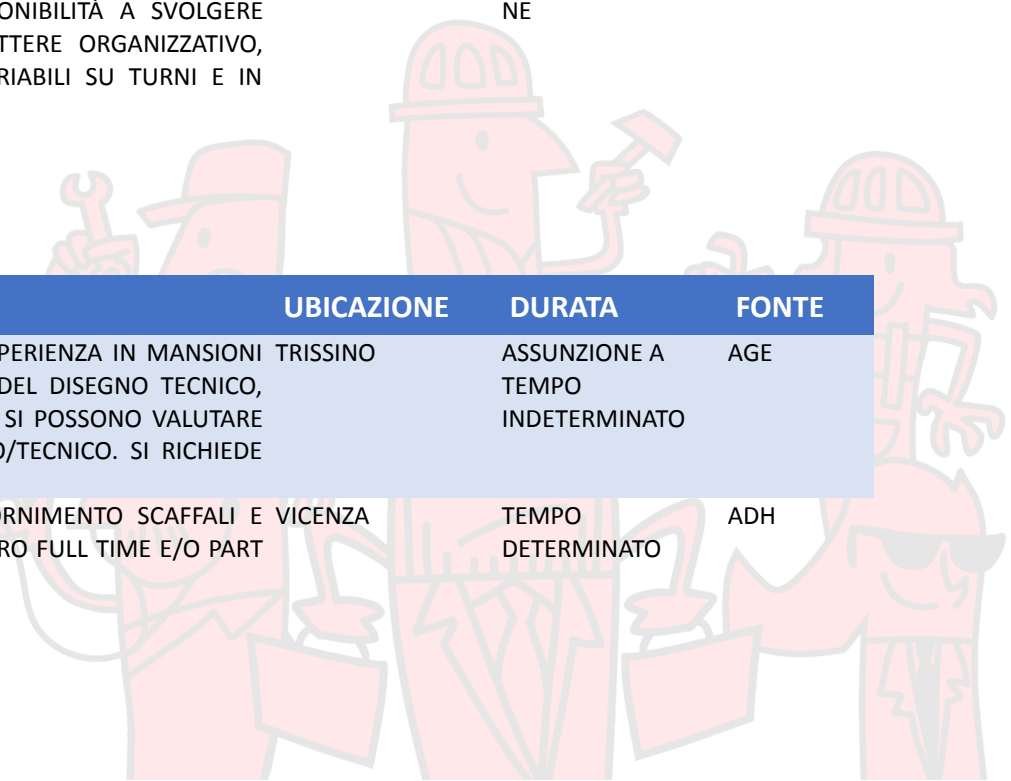 ONIBILITÀ A SVOLGERE NE
TTERE ORGANIZZATIVO,
RIABILI SU TURNI E IN
UBICAZIONE DURATA FONTE
PERIENZA IN MANSIONI TRISSINO ASSUNZIONE A AGE
DEL DISEGNO TECNICO, TEMPO
SI POSSONO VALUTARE INDETERMINATO
O/TECNICO. SI RICHIEDE
ORNIMENTO SCAFFALI E VICENZA TEMPO ADH
RO FULL TIME E/O PART DETERMINATO